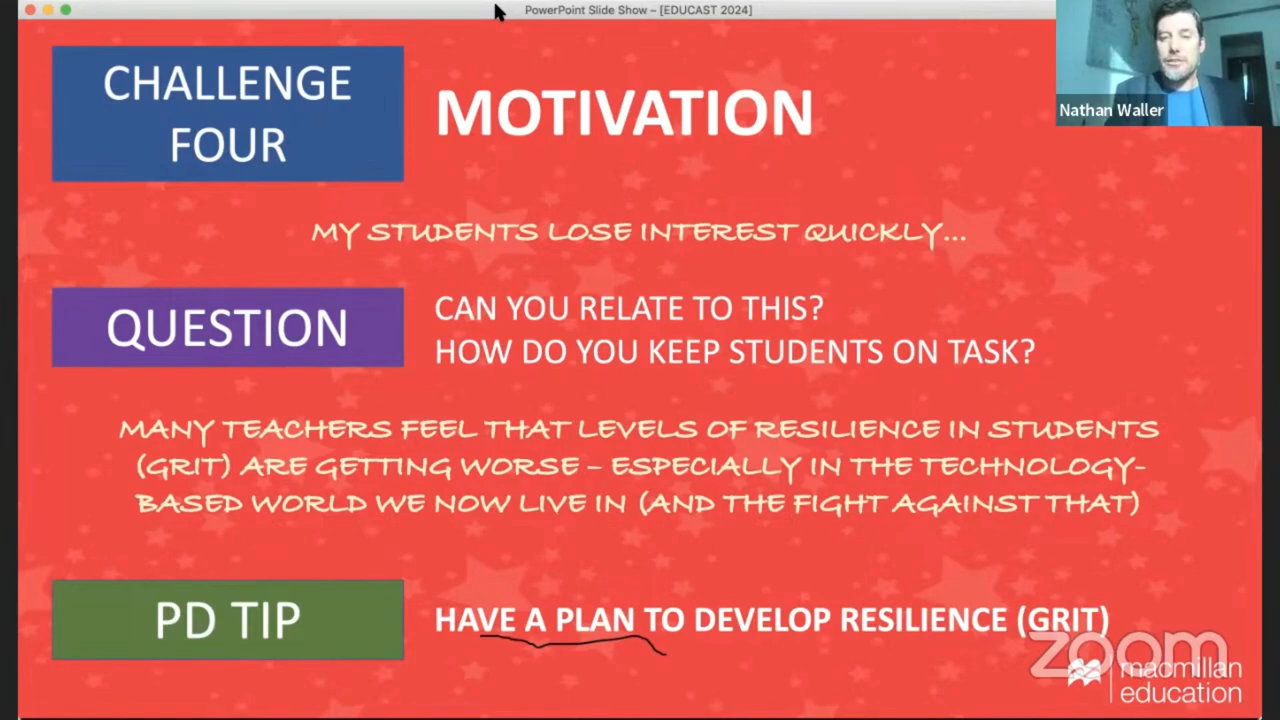 PowerPoint Slide Show – [EDUCAST 2024]
CHALLENGE
FOUR
MOTIVATION
Nathan Waller
MY STUDENTS LOSE INTEREST QUICKLY...
QUESTION
CAN YOU RELATE TO THIS?
HOW DO YOU KEEP STUDENTS ON TASK?
MANY TEACHERS FEEL THAT LEVELS OF RESILIENCE IN STUDENTS
(GRIT) ARE GETTING WORSE – ESPECIALLY IN THE TECHNOLOGY-
BASED WORLD WE NOW LIVE IN (AND THE FIGHT AGAINST THAT)
PD TIP
HAVE A PLAN TO DEVELOP RESILIENCE (GRIT)
zoom
macmillan
education